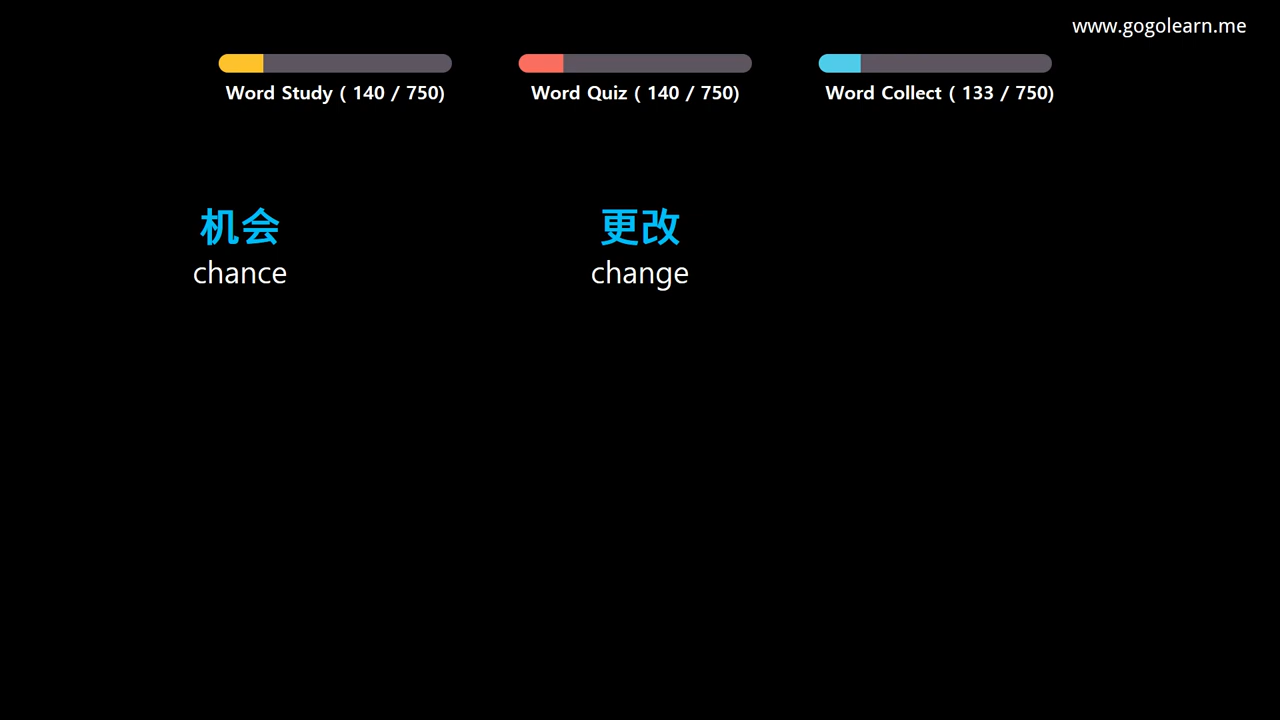 www.gogolearn.me
Word Study ( 140 / 750)
Word Quiz ( 140 / 750)
Word Collect ( 133 / 750)
机会
chance
更改
change